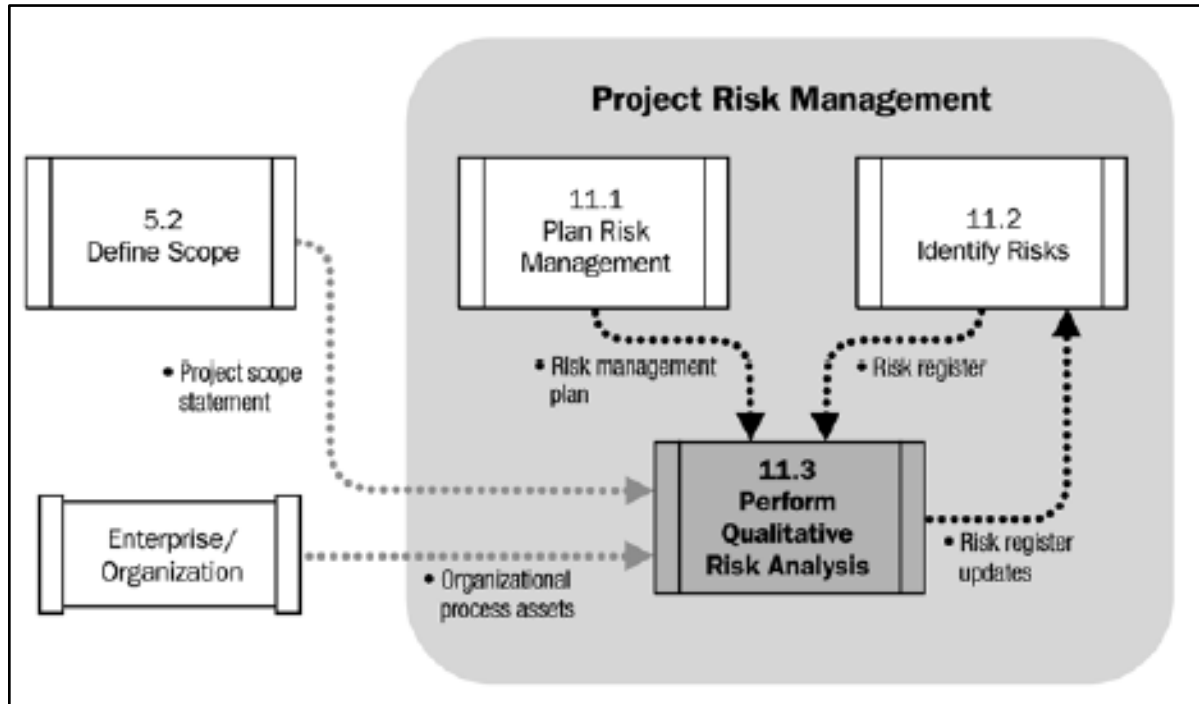 Project Risk Management
5.2
Define Scope
11.1
Plan Risk
Management
11.2
Identify Risks
• Project scope
statement
• Risk management
plan
• Risk register
11.3
Perform
Qualitative
Risk Analysis
Enterprise/
Organization
• Organizational
process assets
• Risk register
updates